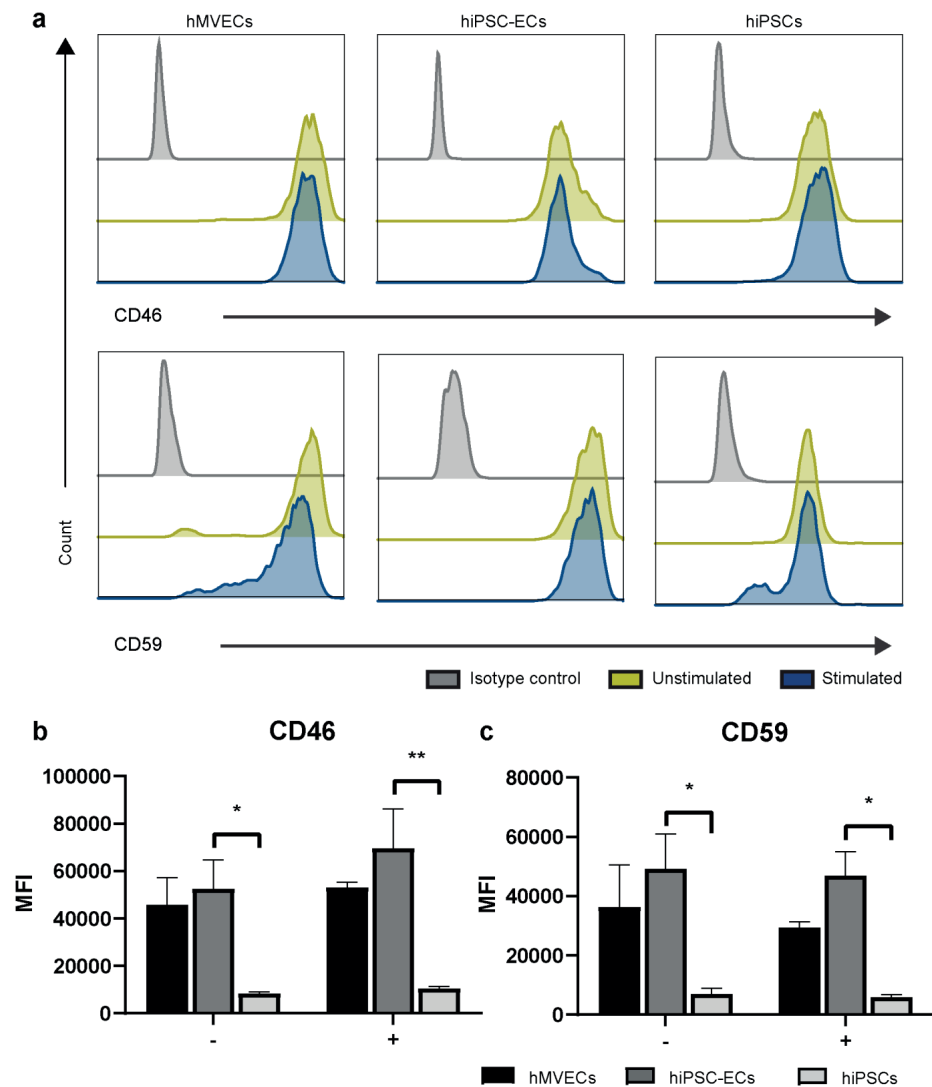 a
hMVECs hiPSC-ECs hiPSCs
CD46
Count
CD59
Isotype control Unstimulated Stimulated
b CD46
c CD59
100000
80000
60000
40000
20000
0
MFI
* **
- +
80000
60000
40000
20000
0
MFI
* *
- +
hMVECs hiPSC-ECs hiPSCs